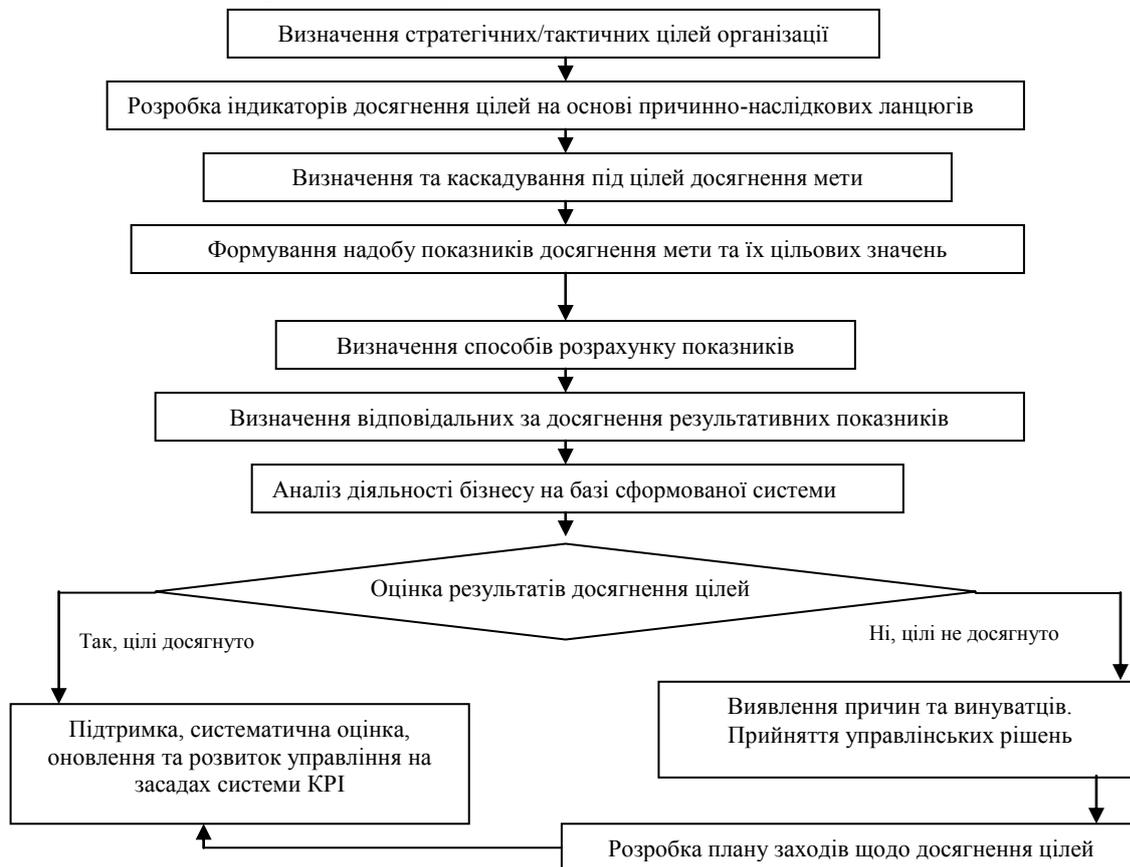 Визначення стратегічних/тактичних цілей організації
Розробка індикаторів досягнення цілей на основі причинно-наслідкових ланцюгів
Визначення та каскадування під цілей досягнення мети
Формування надобу показників досягнення мети та їх цільових значень
Визначення способів розрахунку показників
Визначення відповідальних за досягнення результативних показників
Аналіз діяльності бізнесу на базі сформованої системи
Оцінка результатів досягнення цілей
Так, цілі досягнуто
Ні, цілі не досягнуто
Підтримка, систематична оцінка,
оновлення та розвиток управління на
засадах системи КРІ
Виявлення причин та винуватців.
Прийняття управлінських рішень
Розробка плану заходів щодо досягнення цілей